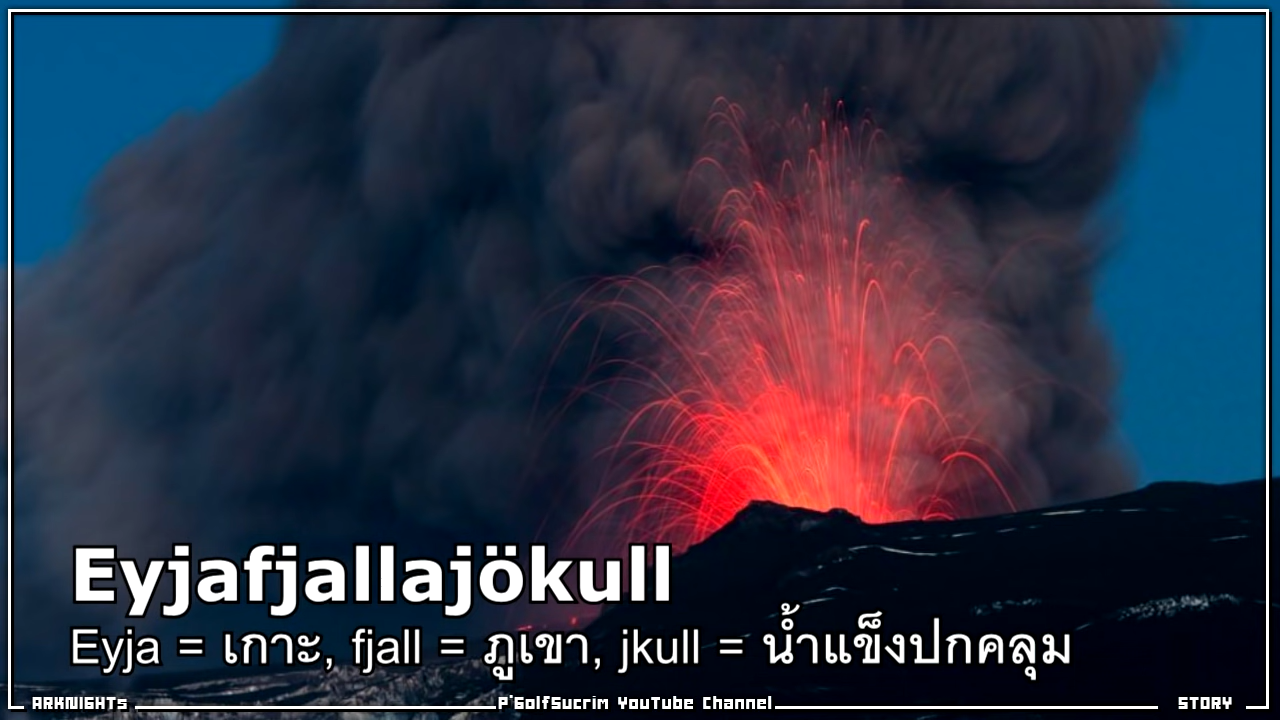 Eyjafjallajökull
Eyja = เกาะ, fjall = ภูเขา, jkull = น้ำแข็งปกคลุม
ARKNIGHTs P'GolfSucrim YouTube Channel STORY